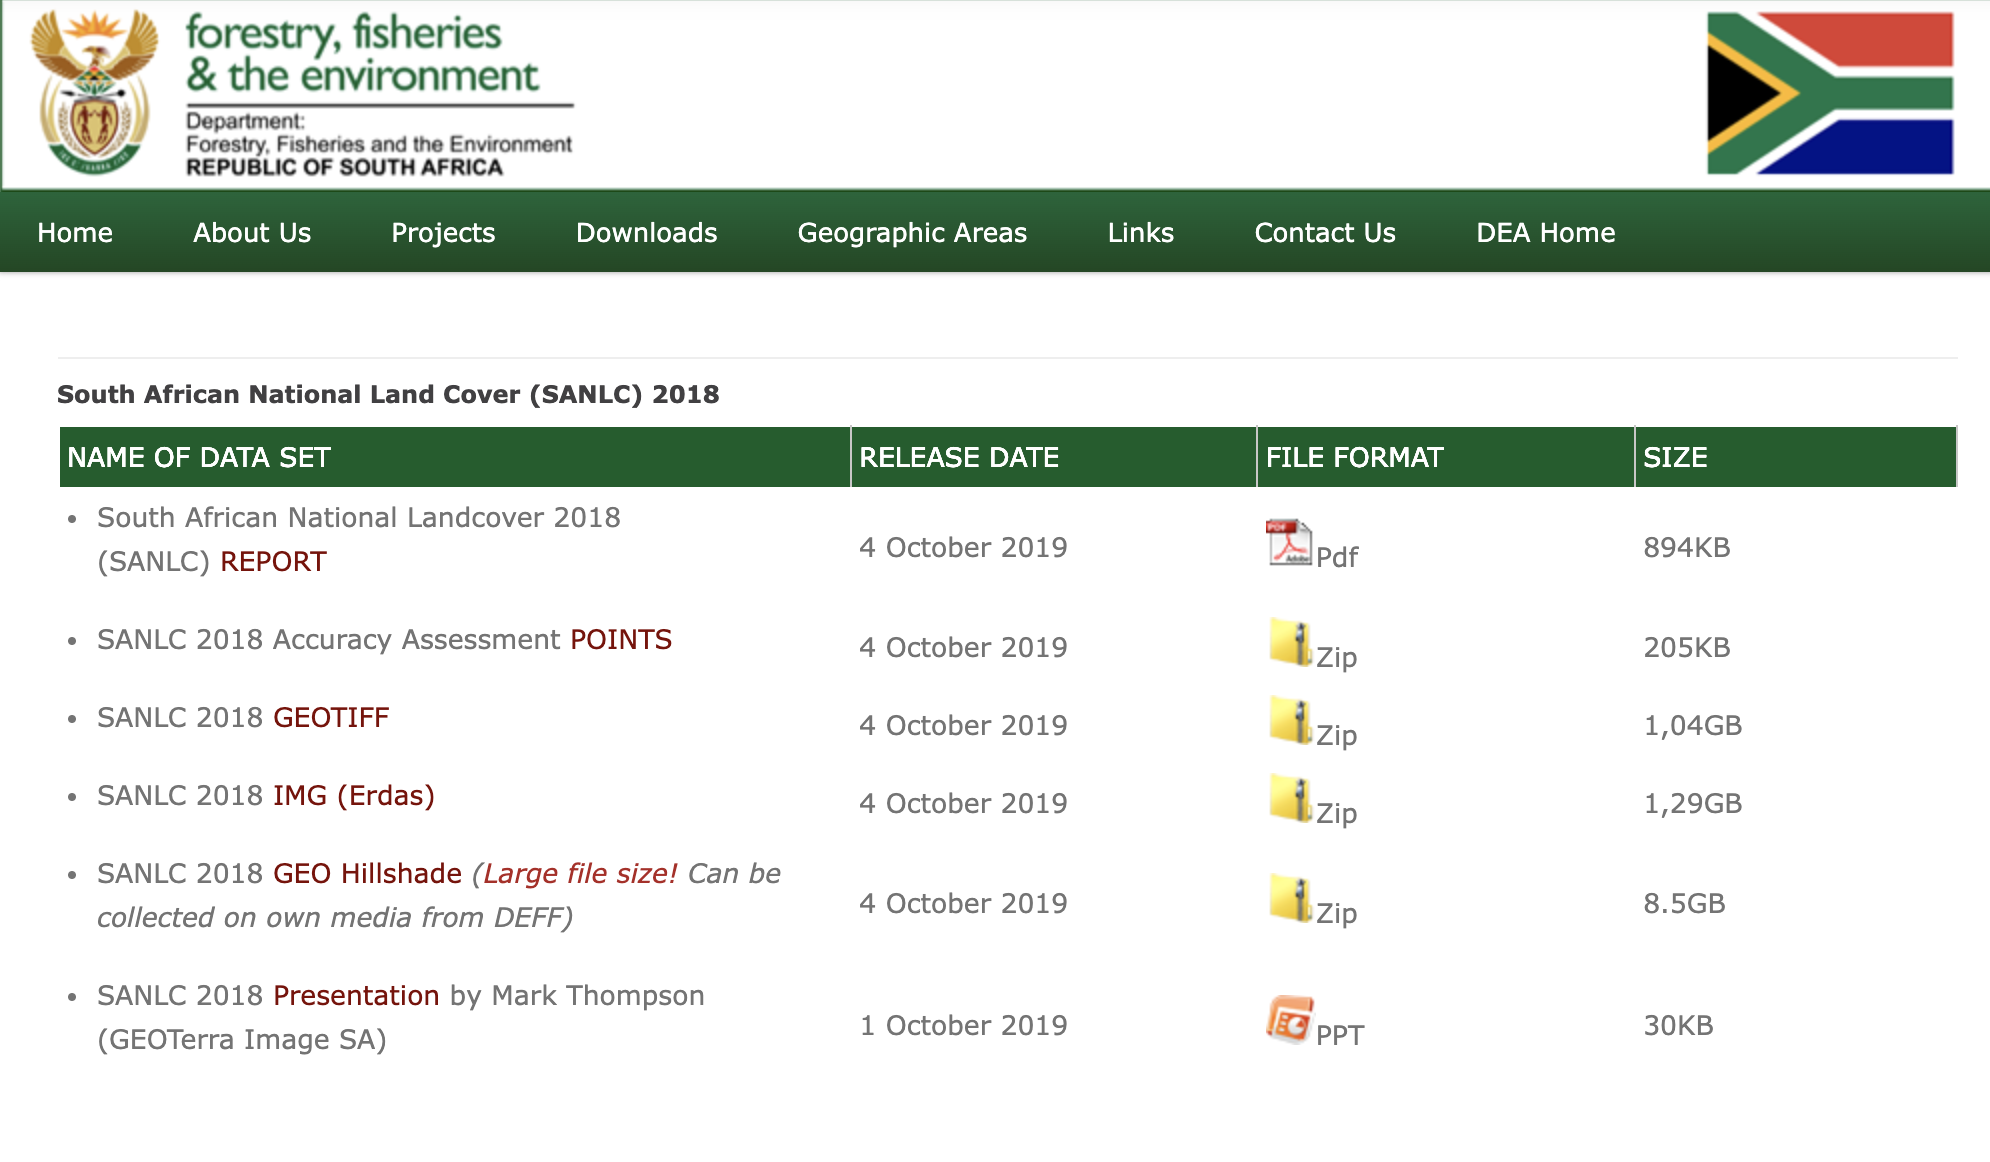 forestry, fisheries
& the environment
Department:
Forestry, Fisheries and the Environment
REPUBLIC OF SOUTH AFRICA
Home About Us Projects Downloads Geographic Areas Links Contact Us DEA Home
South African National Land Cover (SANLC) 2018
NAME OF DATA SET RELEASE DATE FILE FORMAT SIZE
• South African National Landcover 2018
(SANLC) REPORT 4 October 2019 Pdf 894KB
• SANLC 2018 Accuracy Assessment POINTS 4 October 2019 Zip 205KB
• SANLC 2018 GEOTIFF 4 October 2019 Zip 1,04GB
• SANLC 2018 IMG (Erdas) 4 October 2019 Zip 1,29GB
• SANLC 2018 GEO Hillshade (Large file size! Can be
collected on own media from DEFF) 4 October 2019 Zip 8.5GB
• SANLC 2018 Presentation by Mark Thompson
(GEOTerra Image SA) 1 October 2019 PPT 30KB